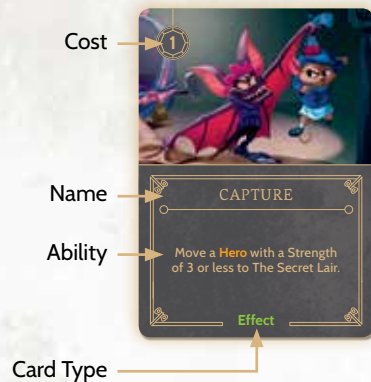 Cost
1
Name
CAPTURE
Ability
Move a Hero with a Strength
of 3 or less to The Secret Lair.
Effect
Card Type